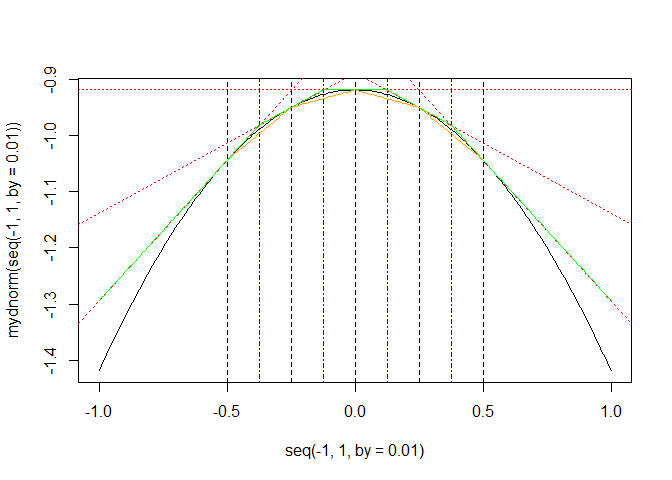 -0.9
-1.0
-1.1
-1.2
-1.3
-1.4
mydnorm(seq(-1, 1, by = 0.01))
-1.0 -0.5 0.0 0.5 1.0
seq(-1, 1, by = 0.01)